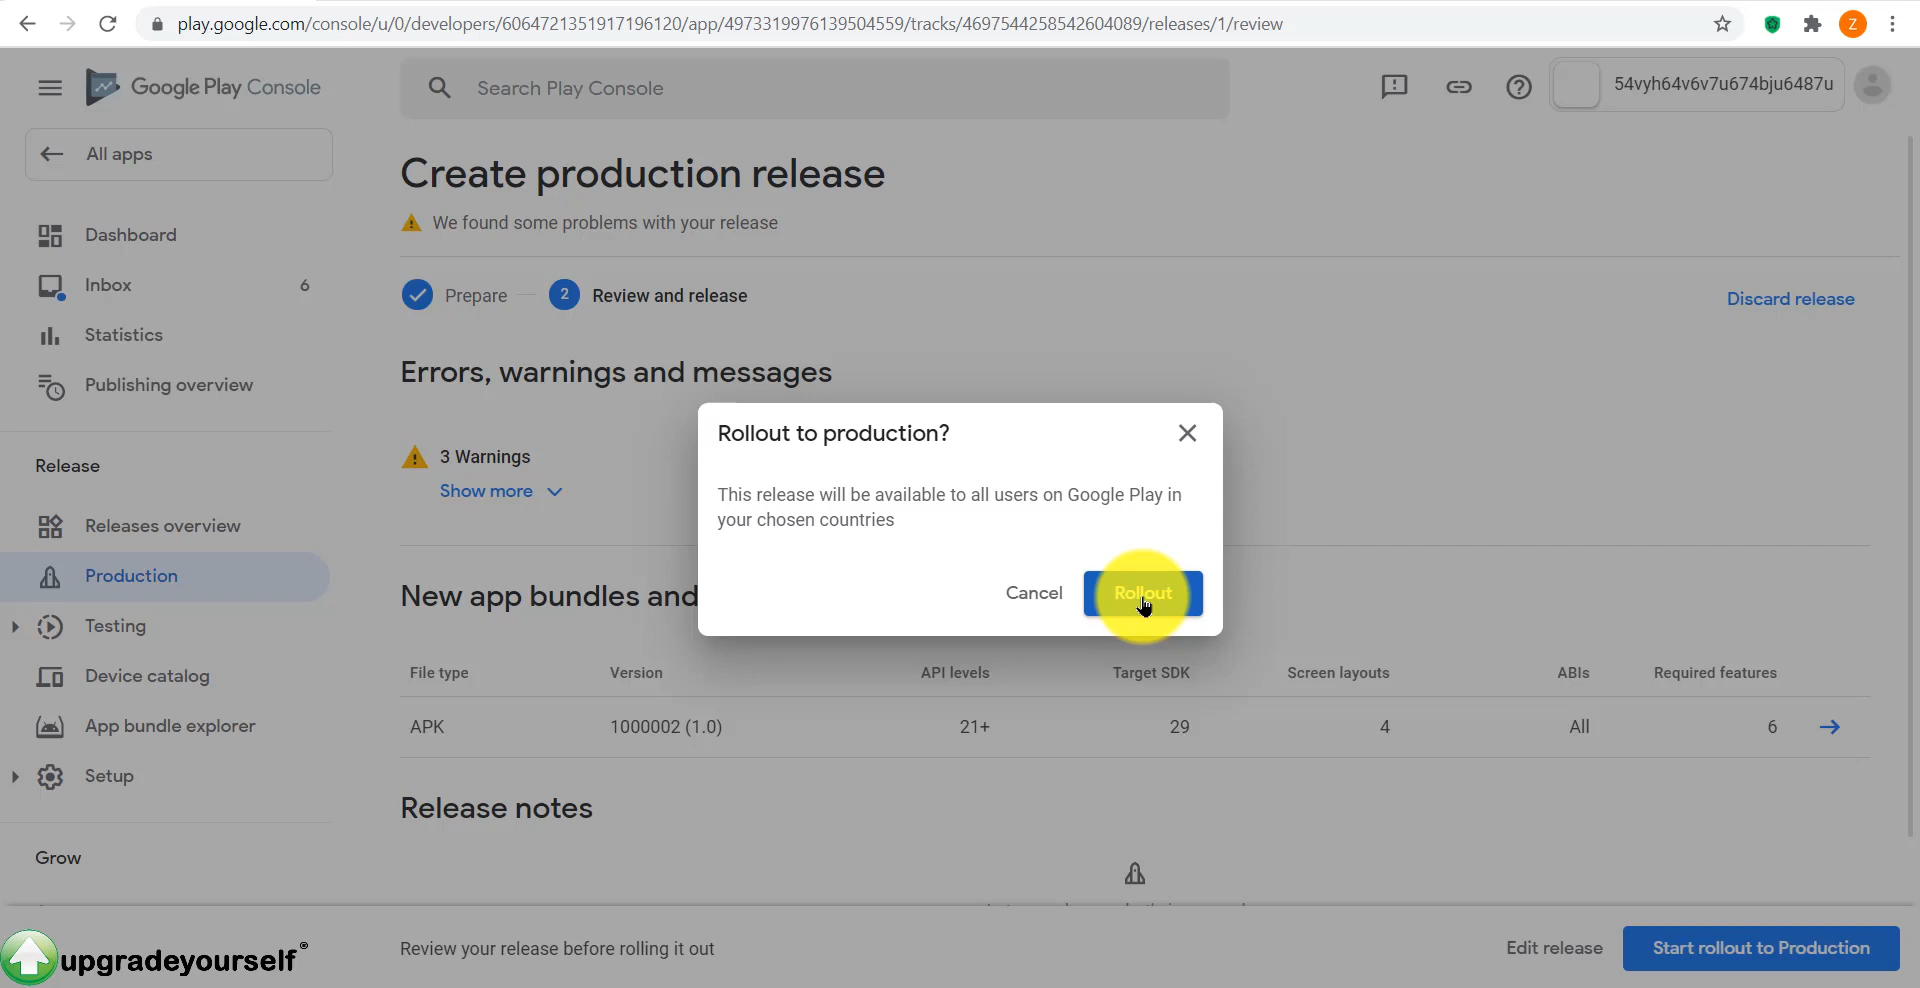 play.google.com/console/u/0/developers/6064721351917196120/app/4973319976139504559/tracks/4697544258542604089/releases/1/review
Z
Google Play Console
Search Play Console
54vyh64v6v7u674bju6487u
All apps
Dashboard
Inbox 6
Statistics
Publishing overview
Release
Releases overview
Production
Testing
Device catalog
App bundle explorer
Setup
Grow
Create production release
We found some problems with your release
Prepare 2 Review and release
Discard release
Errors, warnings and messages
3 Warnings
Show more
Rollout to production?
This release will be available to all users on Google Play in
your chosen countries
Cancel Rollout
New app bundles and
File type Version API levels Target SDK Screen layouts ABIs Required features
APK 1000002 (1.0) 21+ 29 4 All 6
Release notes
upgradeyourself®
Review your release before rolling it out
Edit release Start rollout to Production